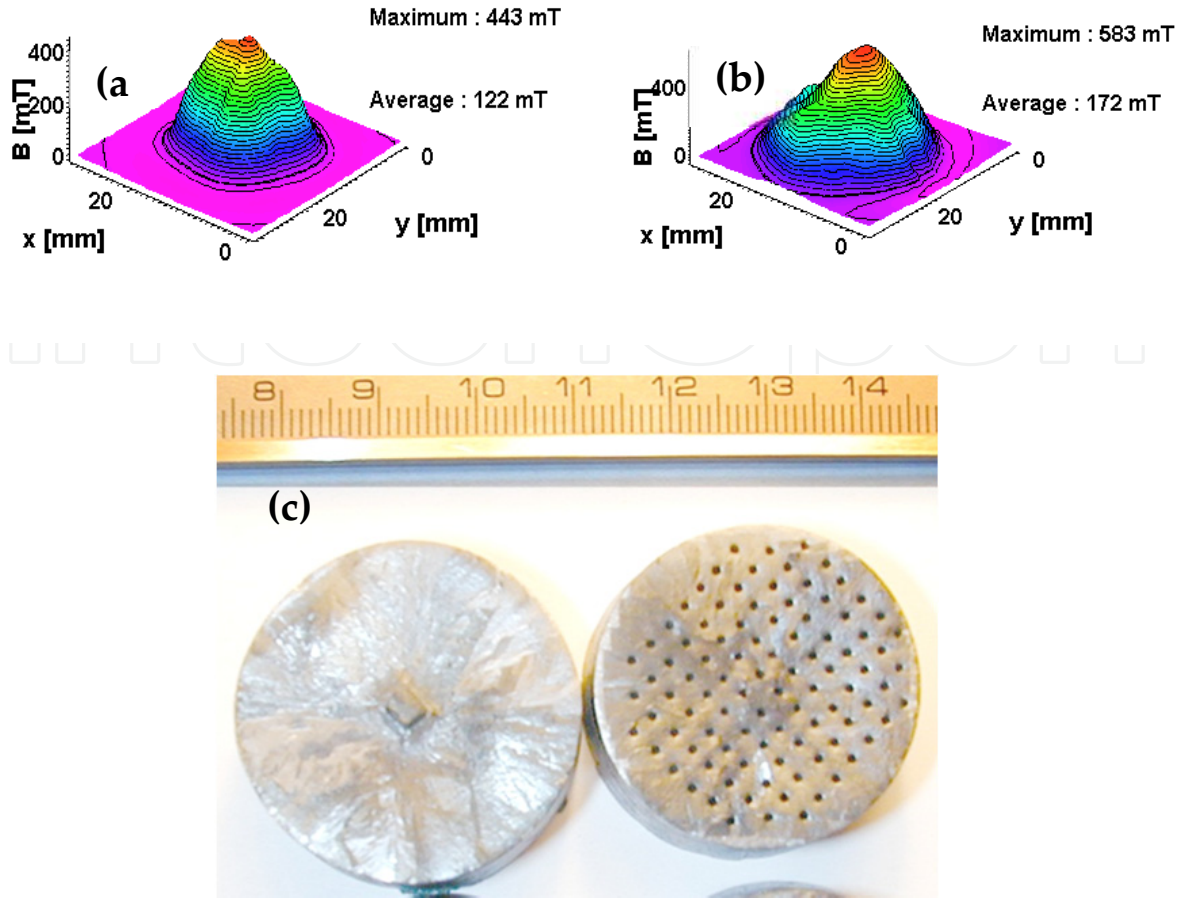 Maximum : 443 mT
(a)
Average : 122 mT
400
200
0
B [mT]
20
0
x [mm]
0
20
y [mm]
Maximum : 583 mT
(b)
Average : 172 mT
400
0
B [mT]
20
0
x [mm]
0
20
y [mm]
8 9 10 11 12 13 14
(c)